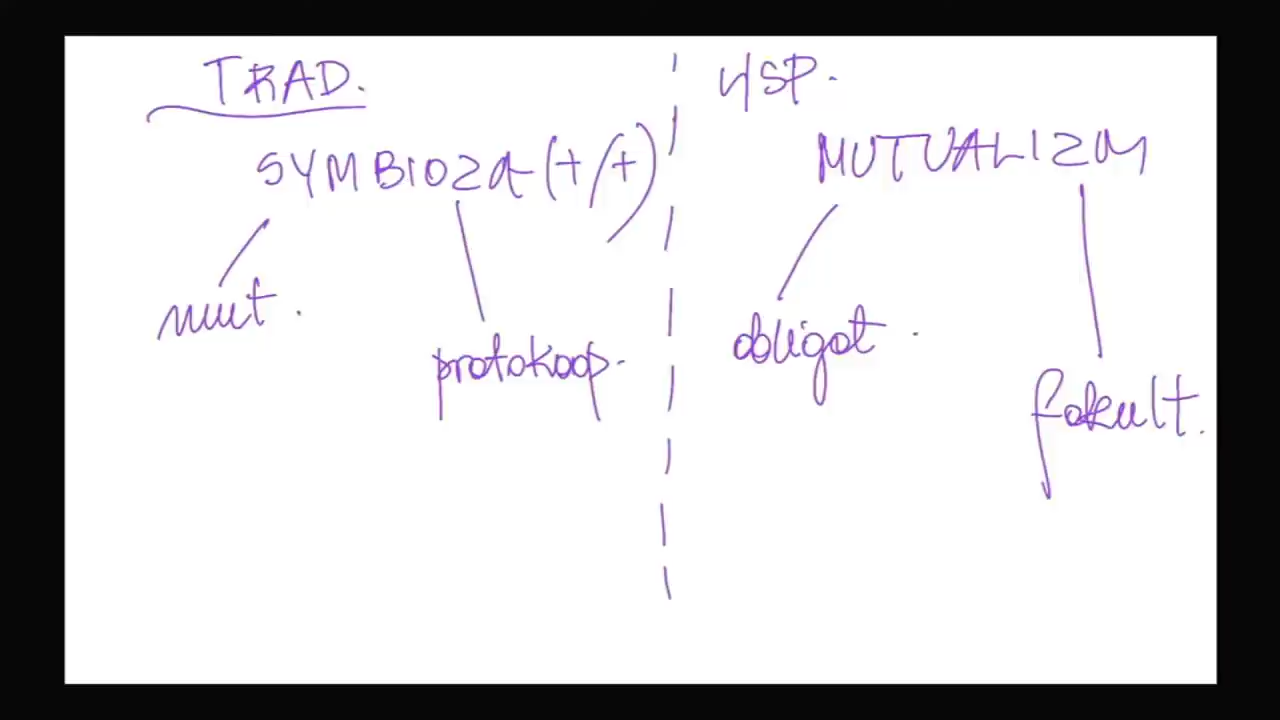 TRAD.
SYMBIOZA (+/+)
mut.
protokoop.
WSP.
MUTUALIZM
obligat.
fakult.